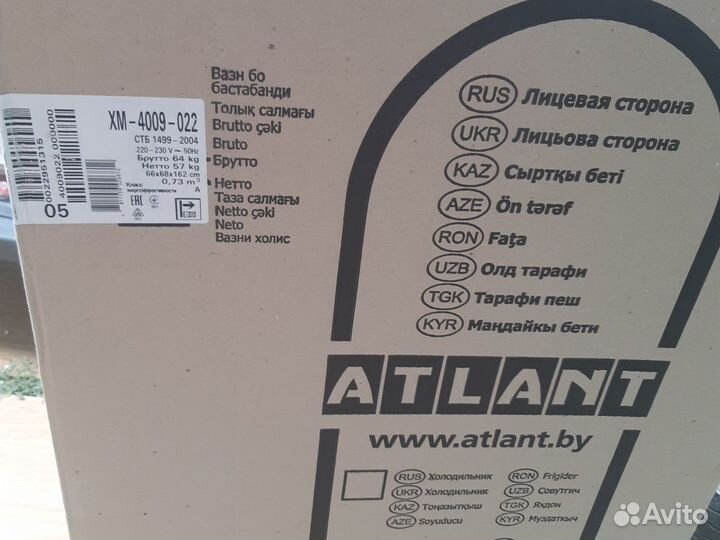 XM-4009-022
СТБ 1499-2004
220-230 V ~ 50Hz
Брутто 64 kg
Нетто 57 kg
66x68x162 cm
0,73 m³
Класс
энергоэффективности A
05
Вазн бо
бастабанди
Толық салмағы
Brutto çəki
Bruto
Брутто
Нетто
Таза салмағы
Netto çəki
Neto
Вазни холис
RUS Лицевая сторона
UKR Лицьова сторона
KAZ Сыртқы беті
AZE Ön tərəf
RON Faţa
UZB Олд тарафи
TGK Тарафи пеш
KYR Маңдайкы бети
ATLANT
www.atlant.by
RUS Холодильник
UKR Холодильник
KAZ Тоңазытқыш
AZE Soyuducu
RON Frigider
UZB Совутгич
TGK Яхдон
KYR Муздаткыч
Avito